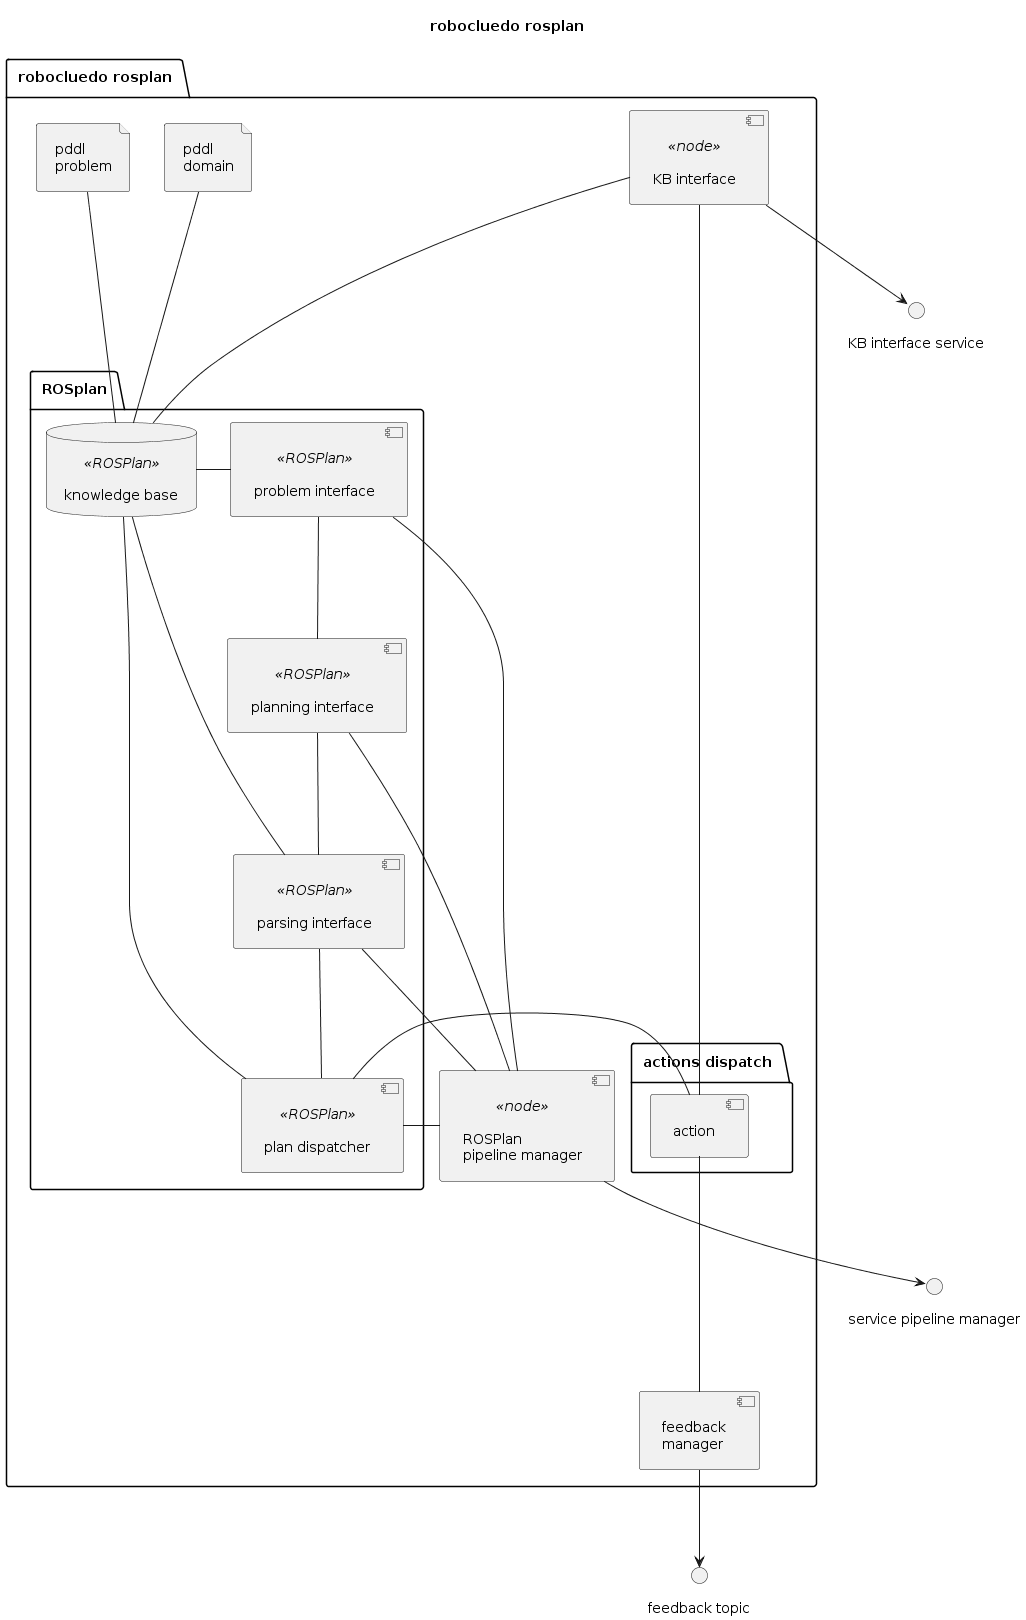 robocluedo rosplan
robocluedo rosplan
pddl
problem
pddl
domain
«node»
KB interface
KB interface service
ROSplan
«ROSPlan»
knowledge base
«ROSPlan»
problem interface
«ROSPlan»
planning interface
«ROSPlan»
parsing interface
actions dispatch
«ROSPlan»
plan dispatcher
«node»
ROSPlan
pipeline manager
action
service pipeline manager
feedback
manager
feedback topic